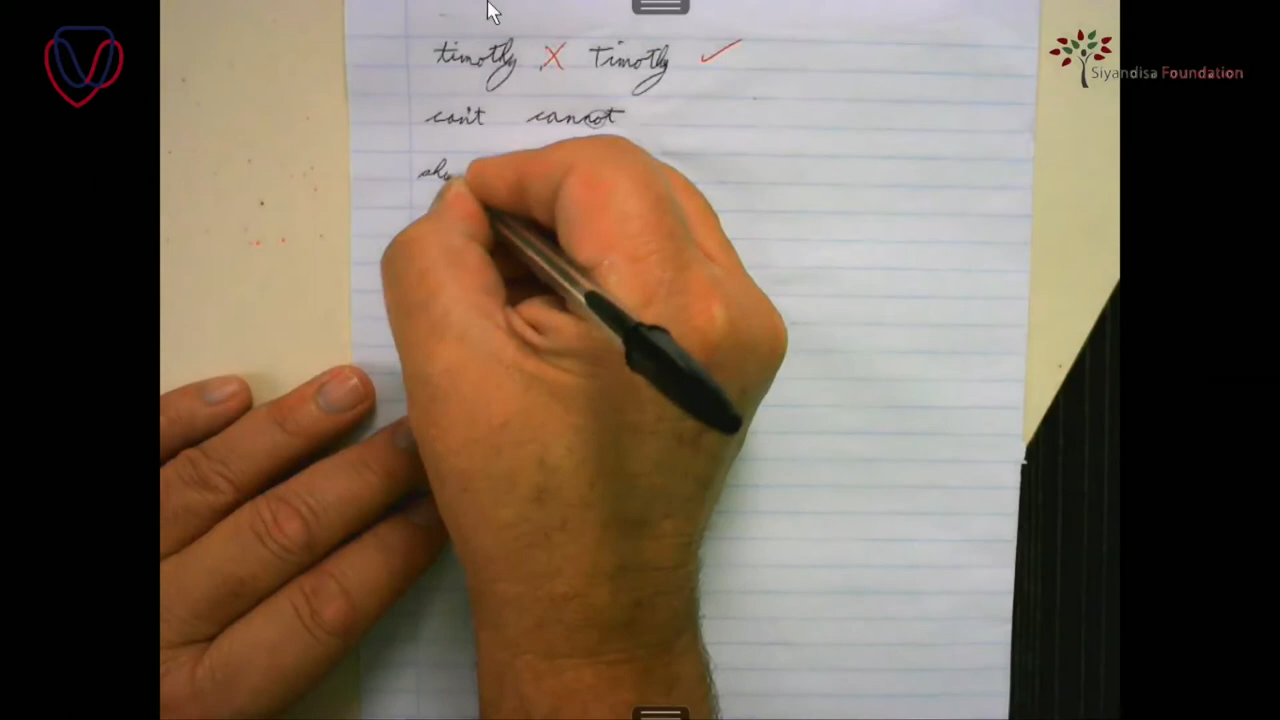 timothy X Timothy ✓
can't cannot
Siyandisa Foundation